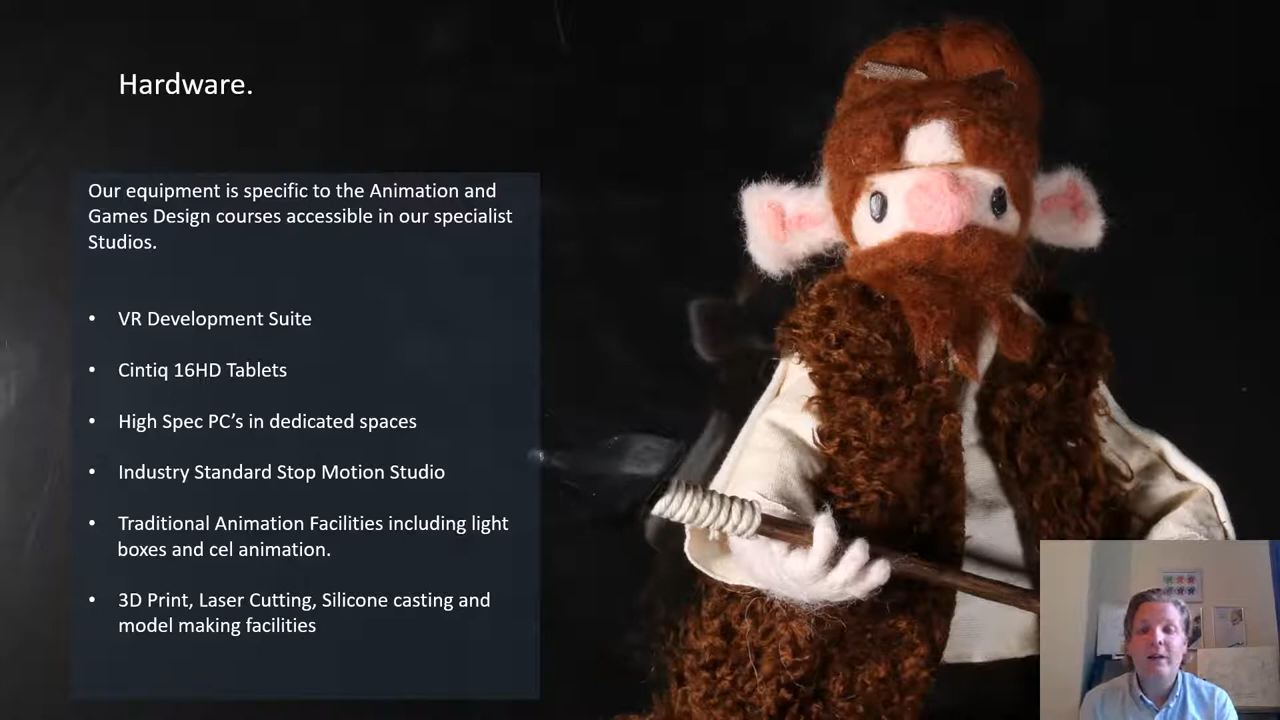 Hardware.
Our equipment is specific to the Animation and
Games Design courses accessible in our specialist
Studios.
• VR Development Suite
• Cintiq 16HD Tablets
• High Spec PC’s in dedicated spaces
• Industry Standard Stop Motion Studio
• Traditional Animation Facilities including light
boxes and cel animation.
• 3D Print, Laser Cutting, Silicone casting and
model making facilities